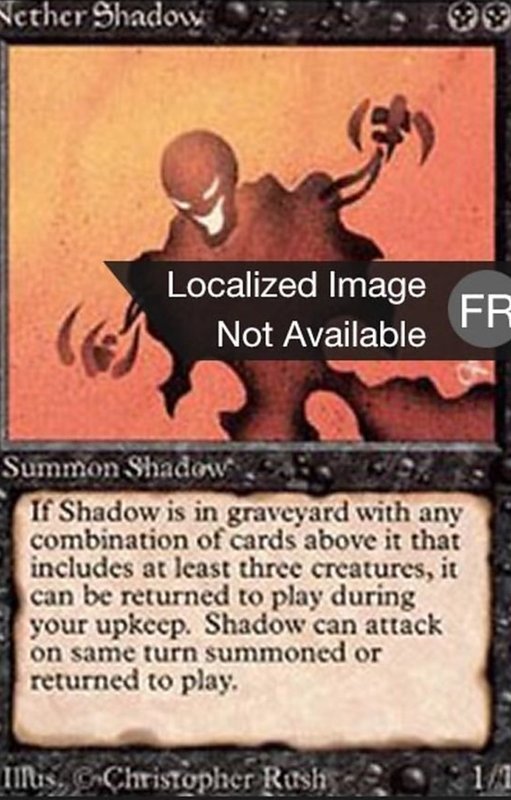 Nether Shadow
Localized Image
Not Available
FR
Summon Shadow
If Shadow is in graveyard with any
combination of cards above it that
includes at least three creatures, it
can be returned to play during
your upkeep. Shadow can attack
on same turn summoned or
returned to play.
Illus. © Christopher Rush
1/1